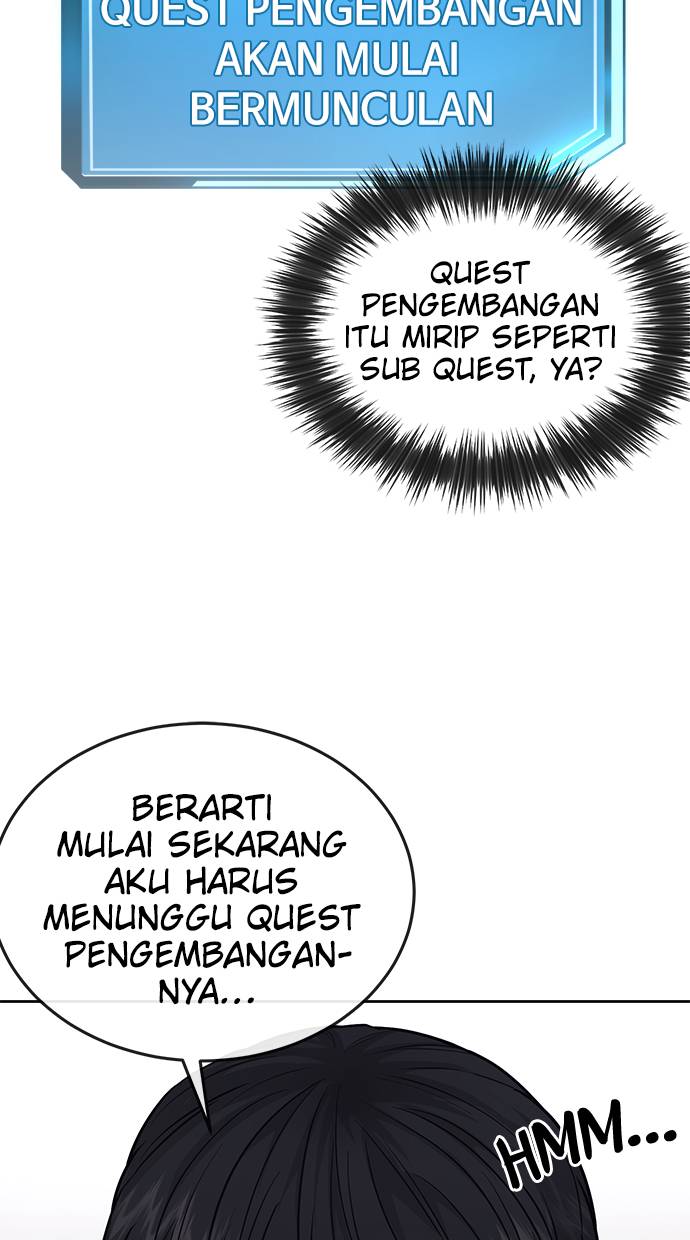 QUEST PENGEMBANGAN
AKAN MULAI
BERMUNCULAN
QUEST
PENGEMBANGAN
ITU MIRIP SEPERTI
SUB QUEST, YA?
BERARTI
MULAI SEKARANG
AKU HARUS
MENUNGGU QUEST
PENGEMBANGAN-
NYA...
HMM...